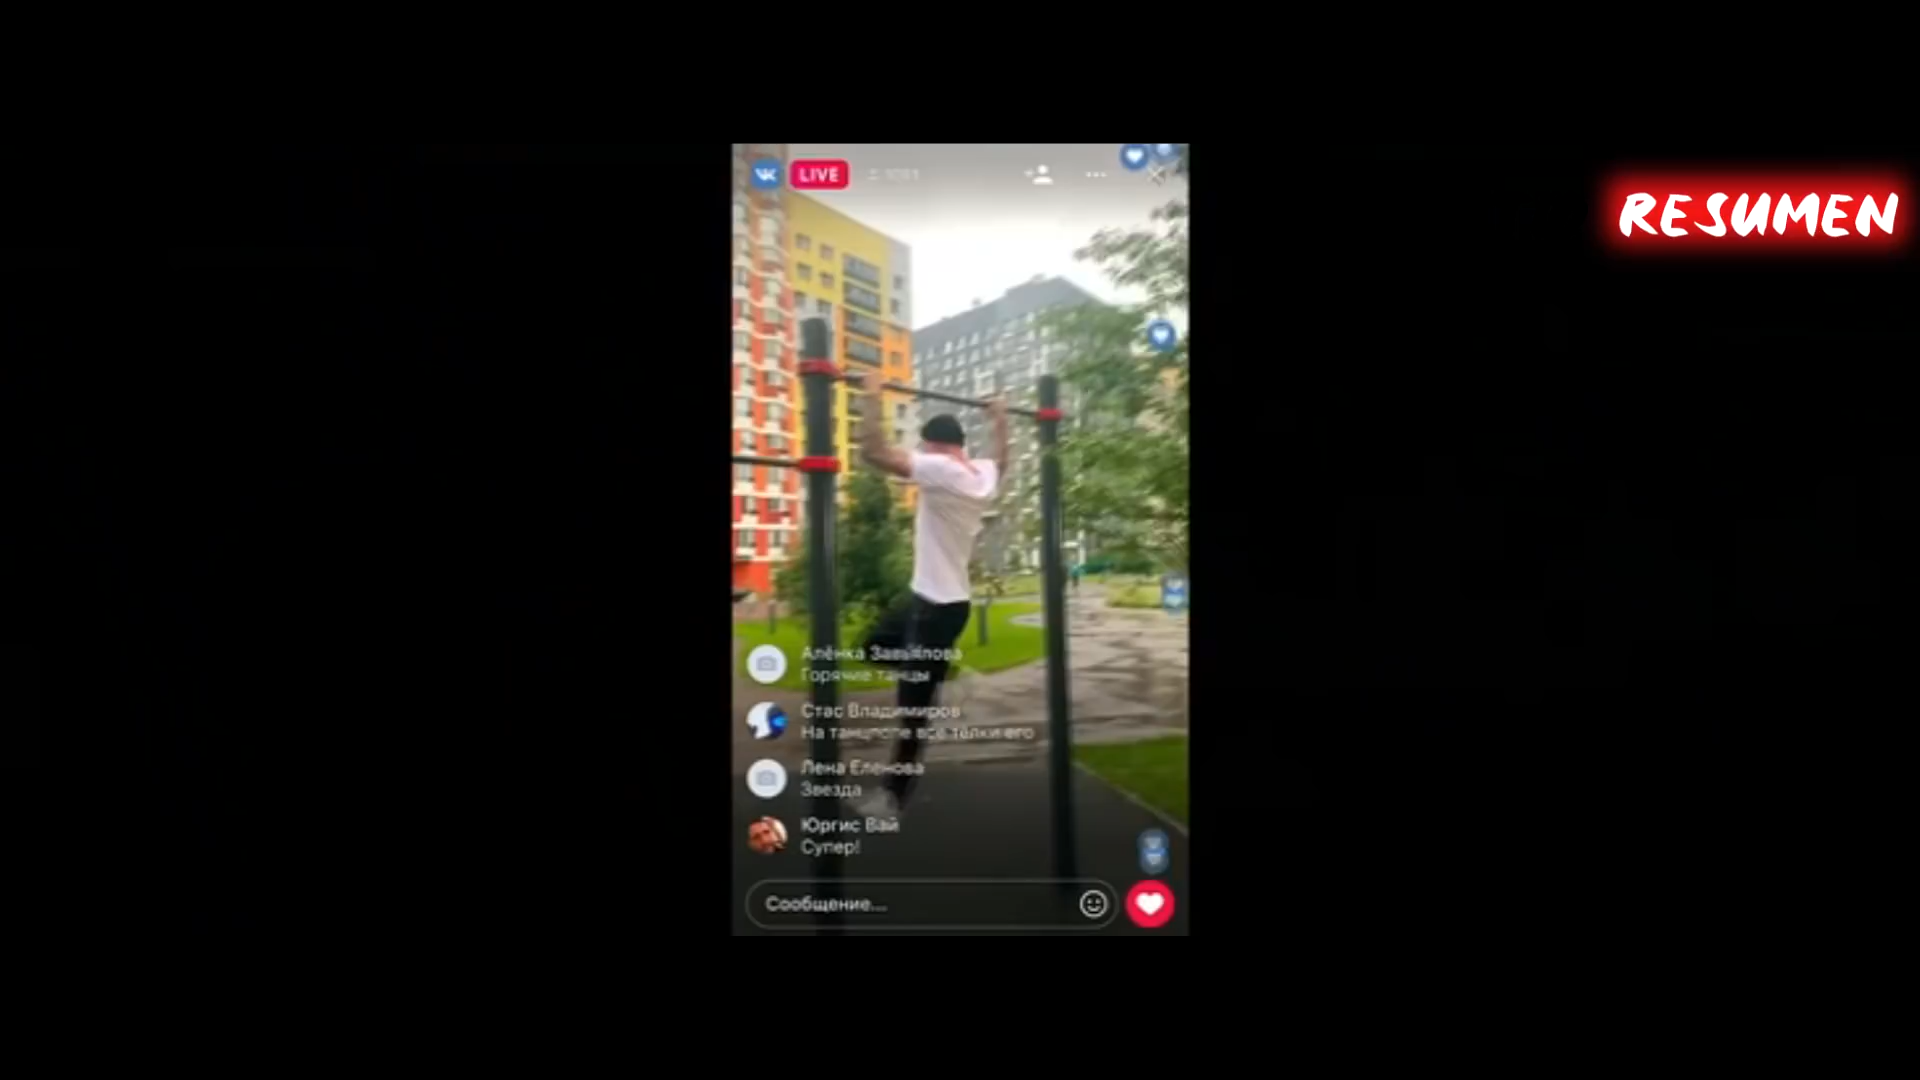 LIVE
RESUMEN
Алёнка Завьялова
Горячие танцы
Стас Владимиров
На танцполе все тёлки его
Лена Еленова
Звезда
Юргис Вай
Супер!
Сообщение...